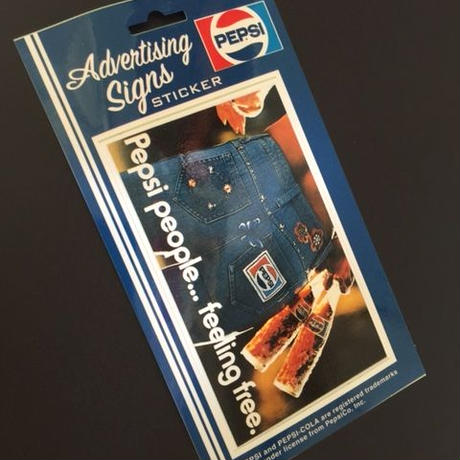 Advertising
Signs
STICKER
PEPSI
Pepsi people... feeling free.
PEPSI
PEPSI and PEPSI-COLA are registered trademarks
under license from PepsiCo, Inc.